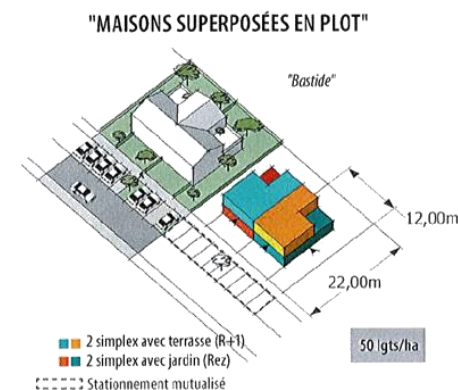 "MAISONS SUPERPOSÉES EN PLOT"
"Bastide"
12,00m
22,00m
2 simplex avec terrasse (R+1)
2 simplex avec jardin (Rez)
Stationnement mutualisé
50 lgts/ha